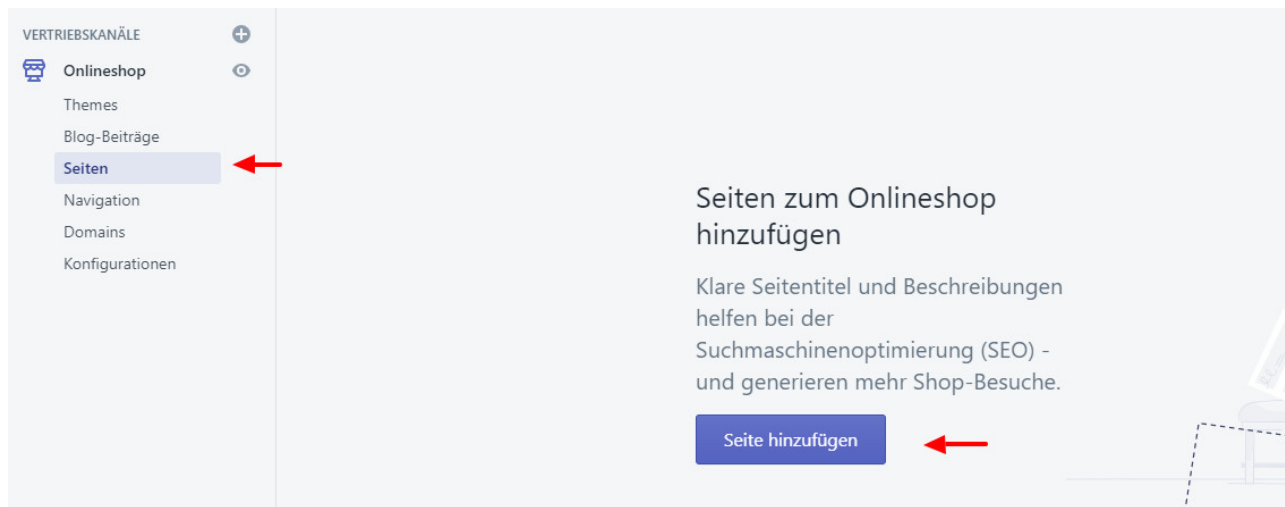 VERTRIEBSKANÄLE
Onlineshop
Themes
Blog-Beiträge
Seiten
Navigation
Domains
Konfigurationen
Seiten zum Onlineshop
hinzufügen
Klare Seitentitel und Beschreibungen
helfen bei der
Suchmaschinenoptimierung (SEO) -
und generieren mehr Shop-Besuche.
Seite hinzufügen